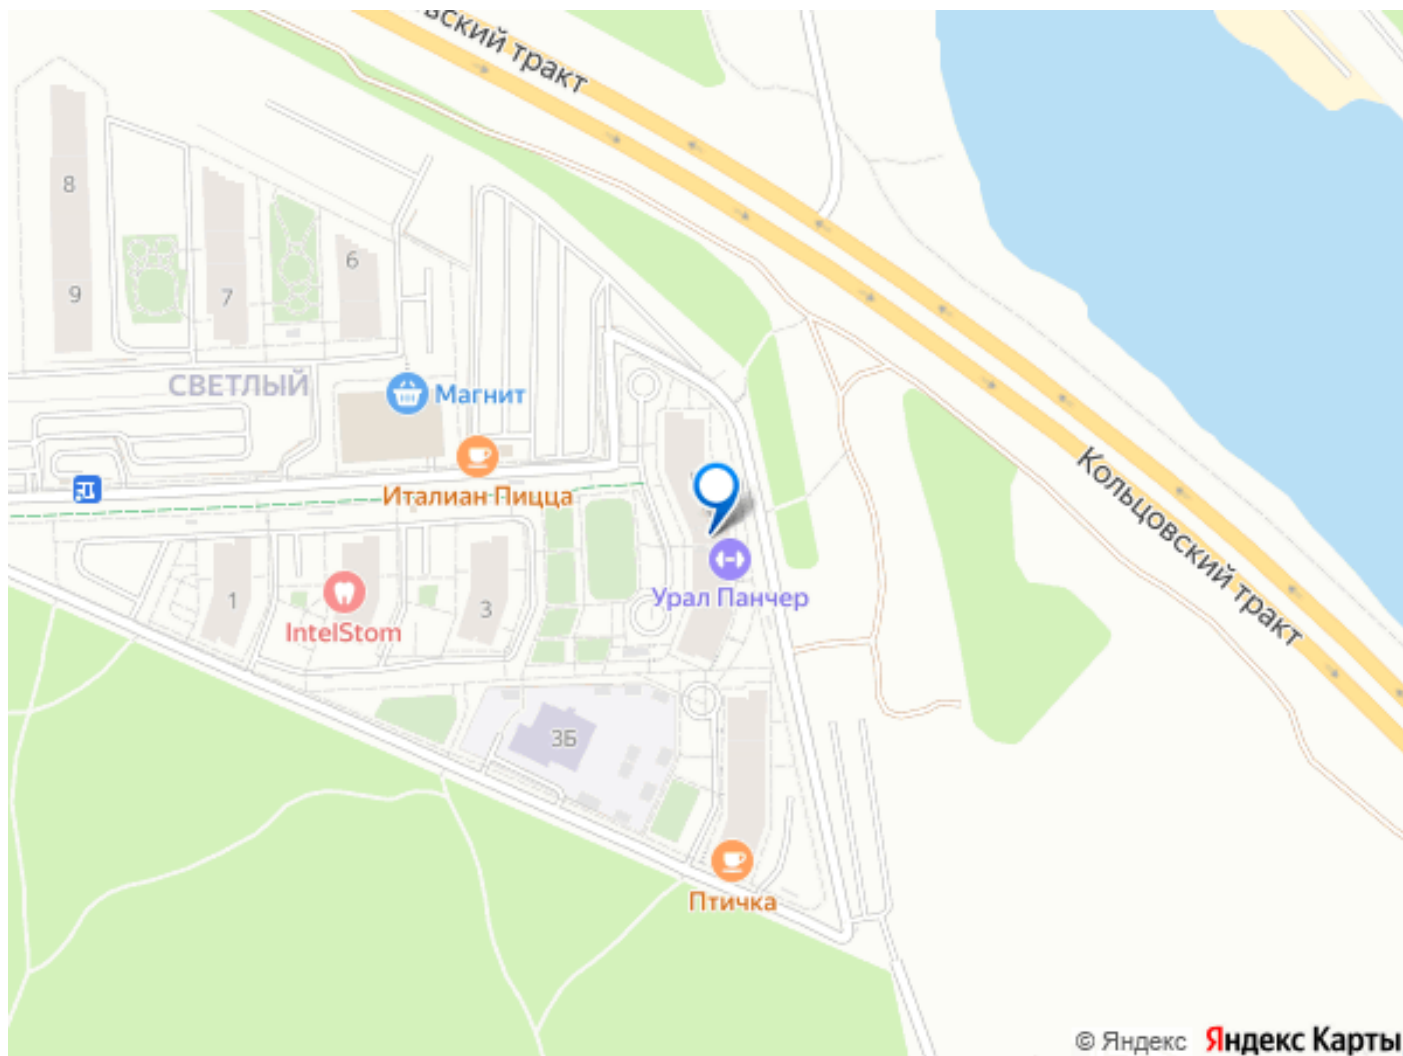 вский тракт
8
6
9
7
СВЕТЛЫЙ
Магнит
Италиан Пицца
Кольцовский тракт
Урал Панчер
1
3
IntelStom
3Б
Птичка
© Яндекс Яндекс Карты